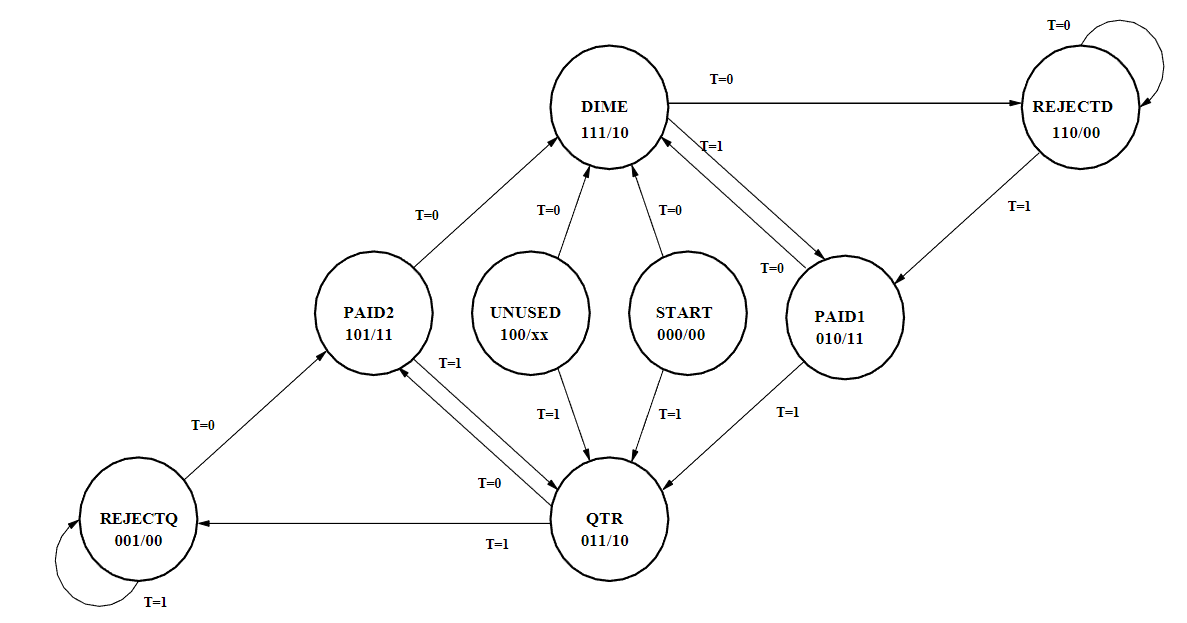 T=0
DIME
111/10
T=0
REJECTD
110/00
T=1
T=0
T=0
T=0
T=1
T=0
PAID2
101/11
UNUSED
100/xx
START
000/00
PAID1
010/11
T=1
T=0
T=1
T=1
T=1
T=0
REJECTQ
001/00
QTR
011/10
T=1
T=1